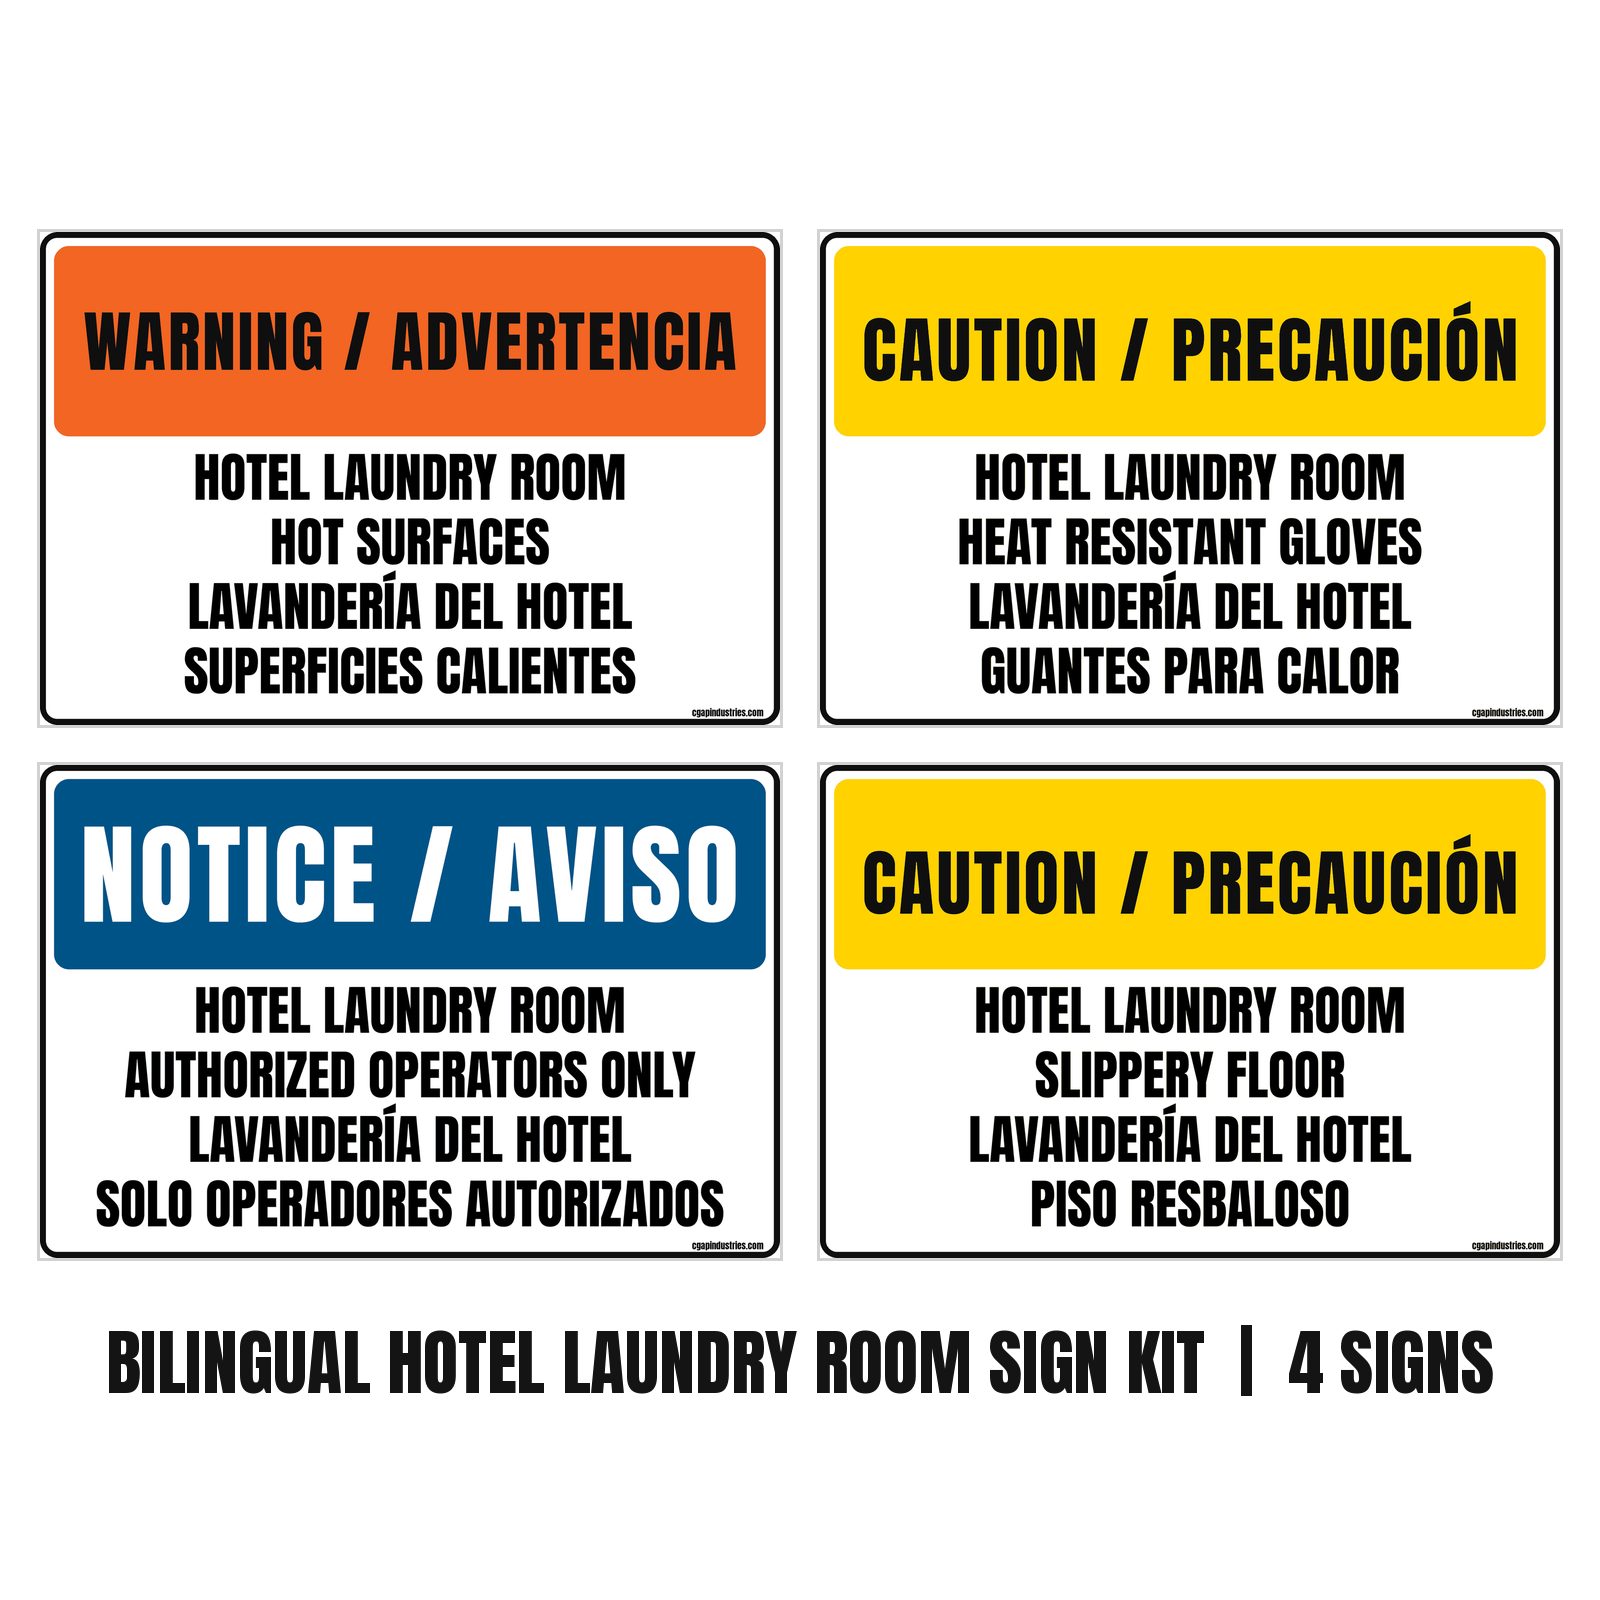 WARNING / ADVERTENCIA
HOTEL LAUNDRY ROOM
HOT SURFACES
LAVANDERÍA DEL HOTEL
SUPERFICIES CALIENTES
cgapindustries.com
CAUTION / PRECAUCIÓN
HOTEL LAUNDRY ROOM
HEAT RESISTANT GLOVES
LAVANDERÍA DEL HOTEL
GUANTES PARA CALOR
cgapindustries.com
NOTICE / AVISO
HOTEL LAUNDRY ROOM
AUTHORIZED OPERATORS ONLY
LAVANDERÍA DEL HOTEL
SOLO OPERADORES AUTORIZADOS
cgapindustries.com
CAUTION / PRECAUCIÓN
HOTEL LAUNDRY ROOM
SLIPPERY FLOOR
LAVANDERÍA DEL HOTEL
PISO RESBALOSO
cgapindustries.com
BILINGUAL HOTEL LAUNDRY ROOM SIGN KIT | 4 SIGNS